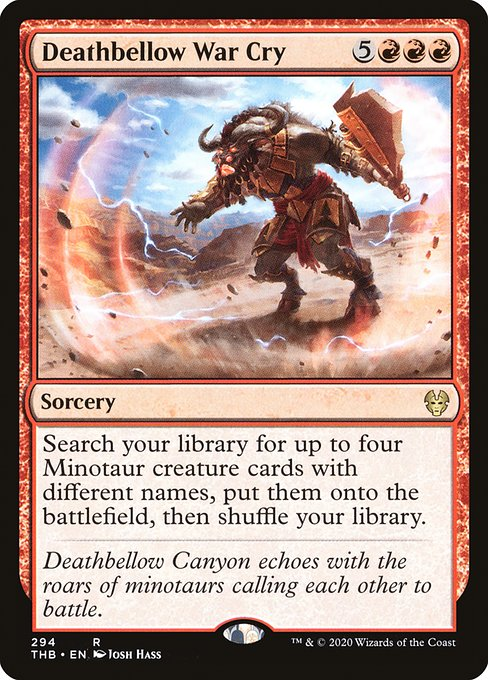 Deathbellow War Cry 5
Sorcery
Search your library for up to four
Minotaur creature cards with
different names, put them onto the
battlefield, then shuffle your library.
Deathbellow Canyon echoes with the
roars of minotaurs calling each other to
battle.
294 R
THB • EN Josh Hass
™ & © 2020 Wizards of the Coast